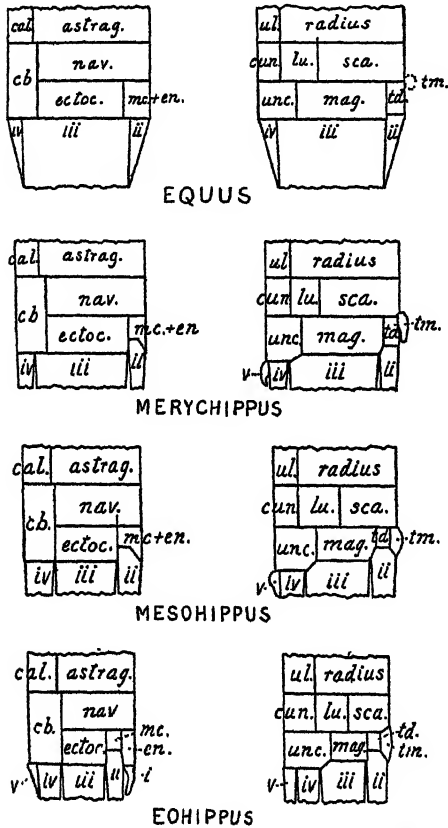 cal. astrag. ul. radius
cb nav. cun. lu. sca.
ectoc. mc+en. unc. mag. td. tm.
iv iii ii iv iii ii
EQUUS
cal. astrag. ul. radius
cb nav. cun. lu. sca.
ectoc. mc.+en unc. mag. td. tm.
iv iii ii v iv iii ii
MERYCHIPPUS
cal. astrag. ul. radius
cb. nav. cun. lu. sca.
ectoc. mc+en. unc. mag. td. tm.
iv iii ii v iv iii ii
MESOHIPPUS
cal. astrag. ul. radius
cb. nav cun. lu. sca.
ectoc. mc. en. unc. mag. td. tm.
v iv iii ii i v iv iii ii
EOHIPPUS